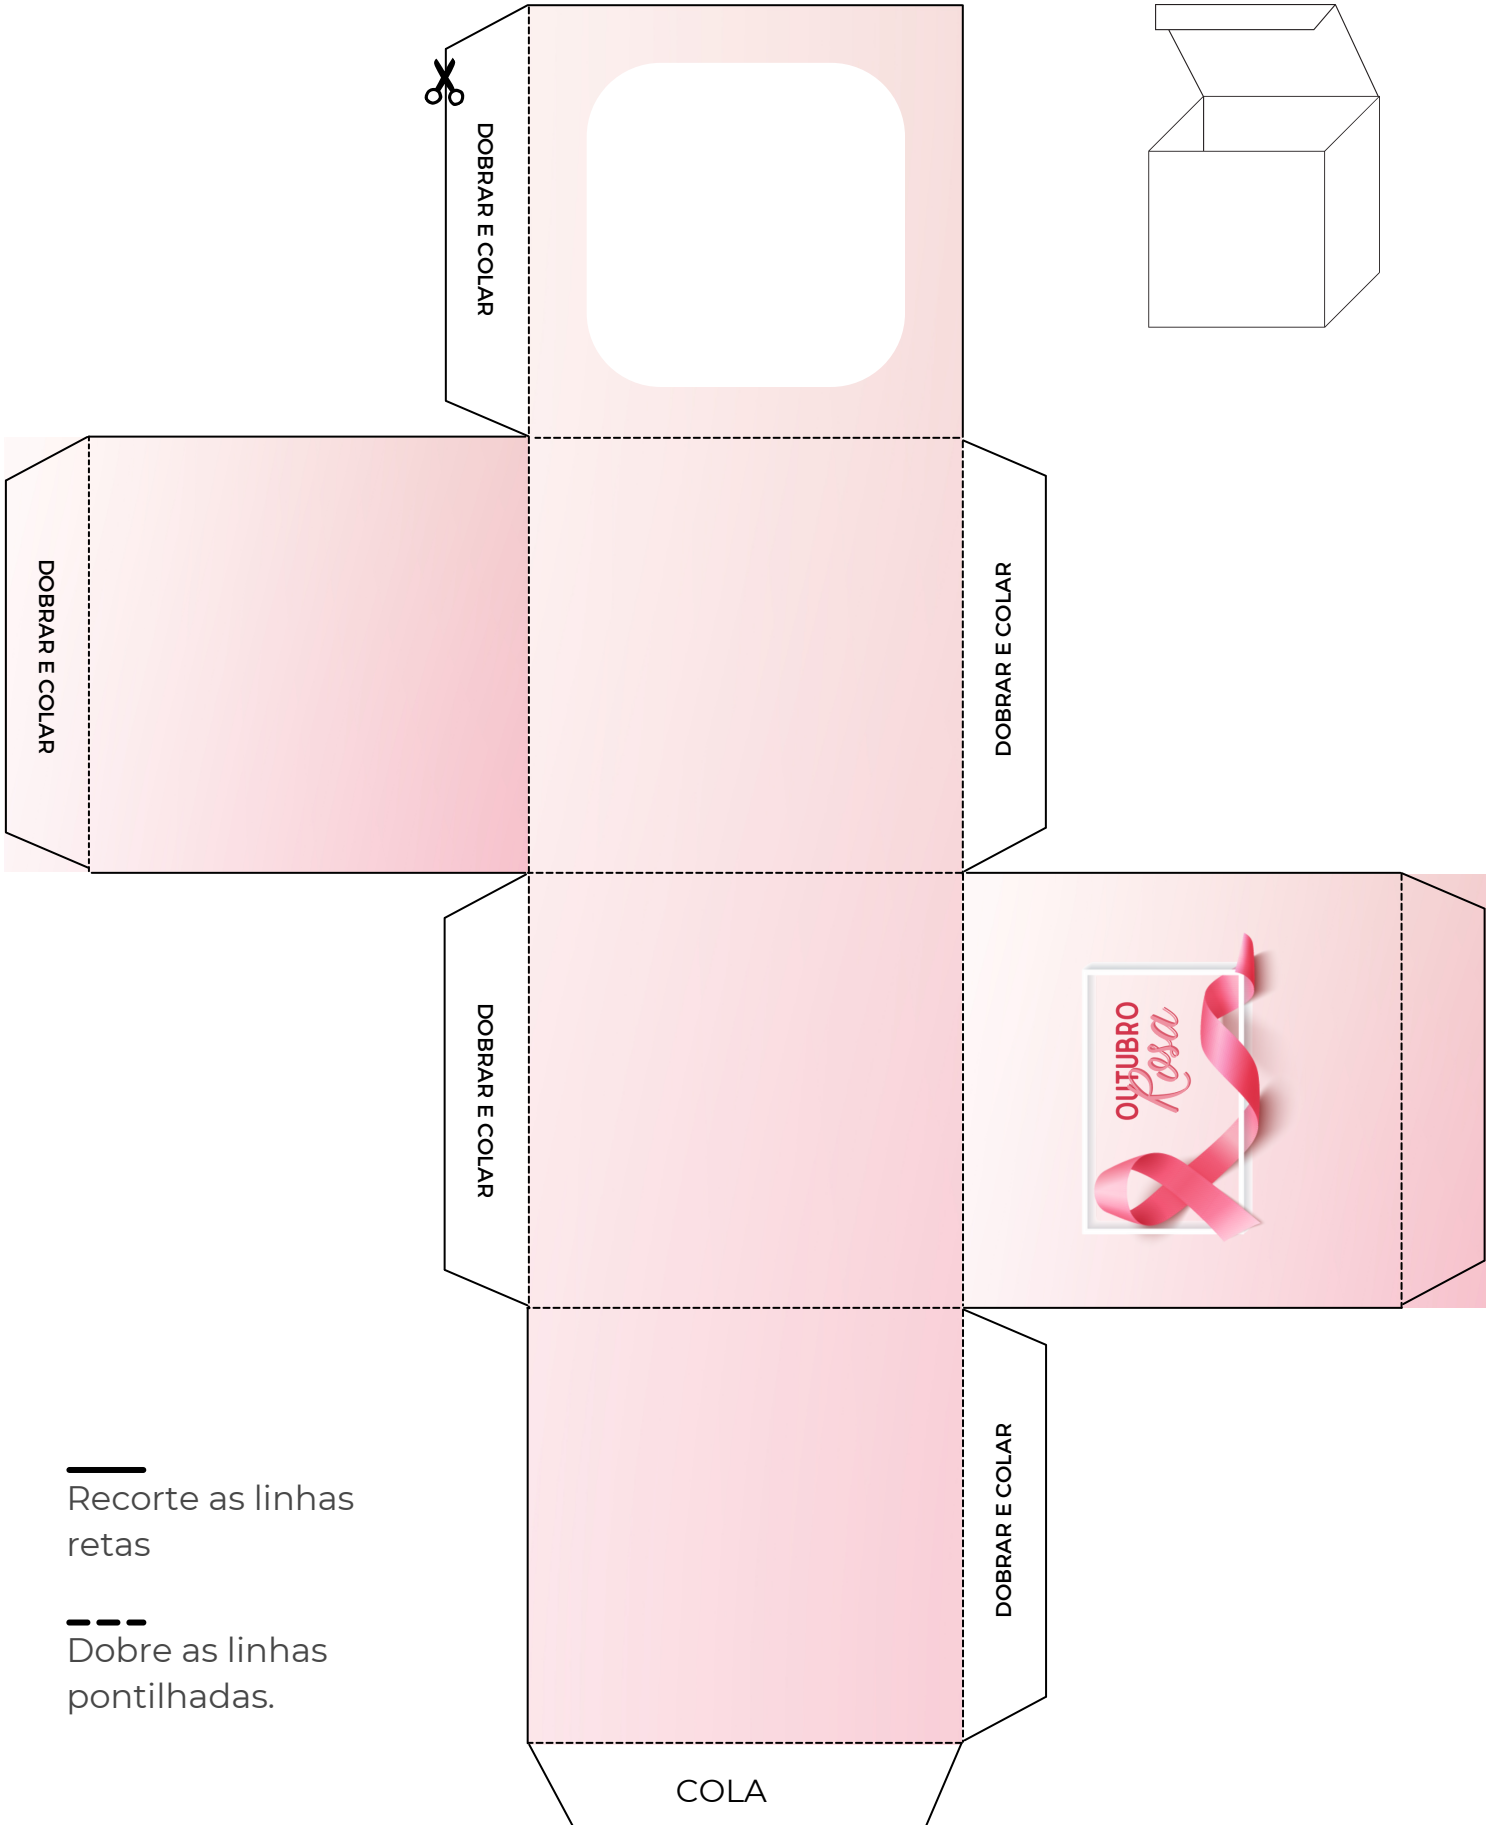 DOBRAR E COLAR
DOBRAR E COLAR
DOBRAR E COLAR
DOBRAR E COLAR
OUTUBRO
Rosa
DOBRAR E COLAR
Recorte as linhas
retas
Dobre as linhas
pontilhadas.
COLA